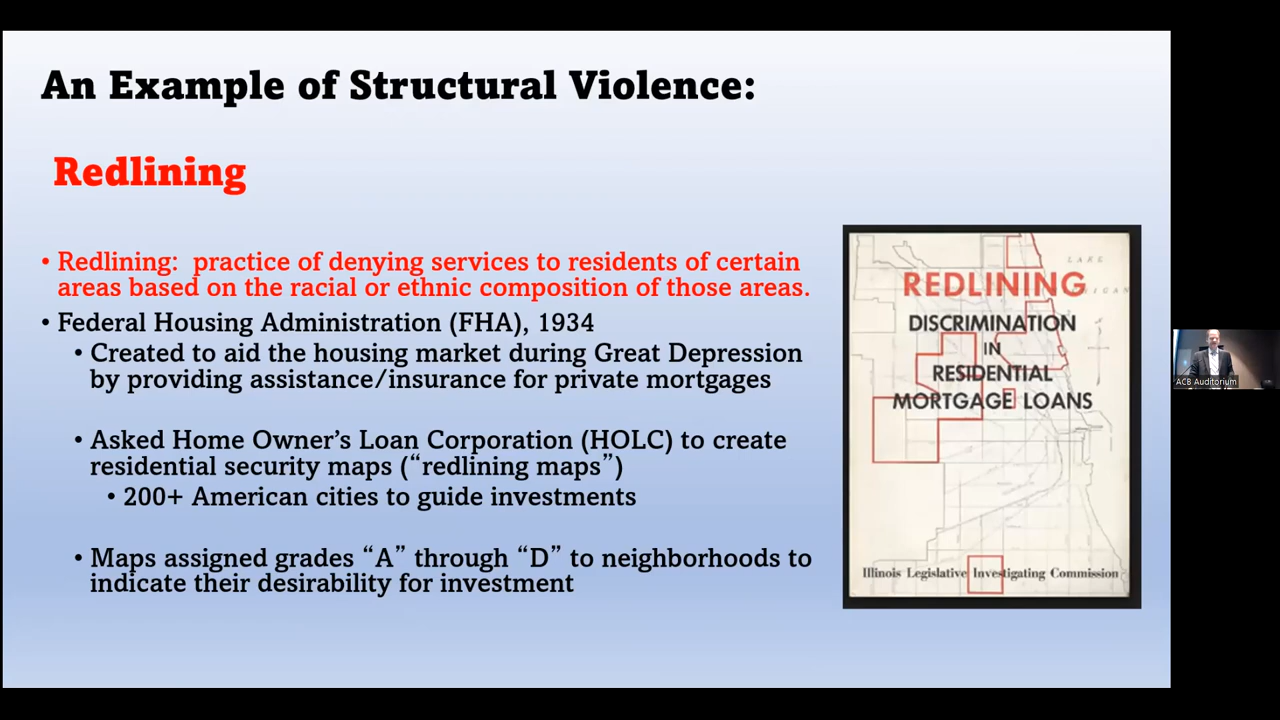 An Example of Structural Violence:
Redlining
• Redlining: practice of denying services to residents of certain
areas based on the racial or ethnic composition of those areas.
• Federal Housing Administration (FHA), 1934
• Created to aid the housing market during Great Depression
by providing assistance/insurance for private mortgages
• Asked Home Owner’s Loan Corporation (HOLC) to create
residential security maps (“redlining maps”)
• 200+ American cities to guide investments
• Maps assigned grades “A” through “D” to neighborhoods to
indicate their desirability for investment
LAKE
REDLINING
DISCRIMINATION
IN
RESIDENTIAL
MORTGAGE LOANS
Illinois Legislative Investigating Commission
ACB Auditorium